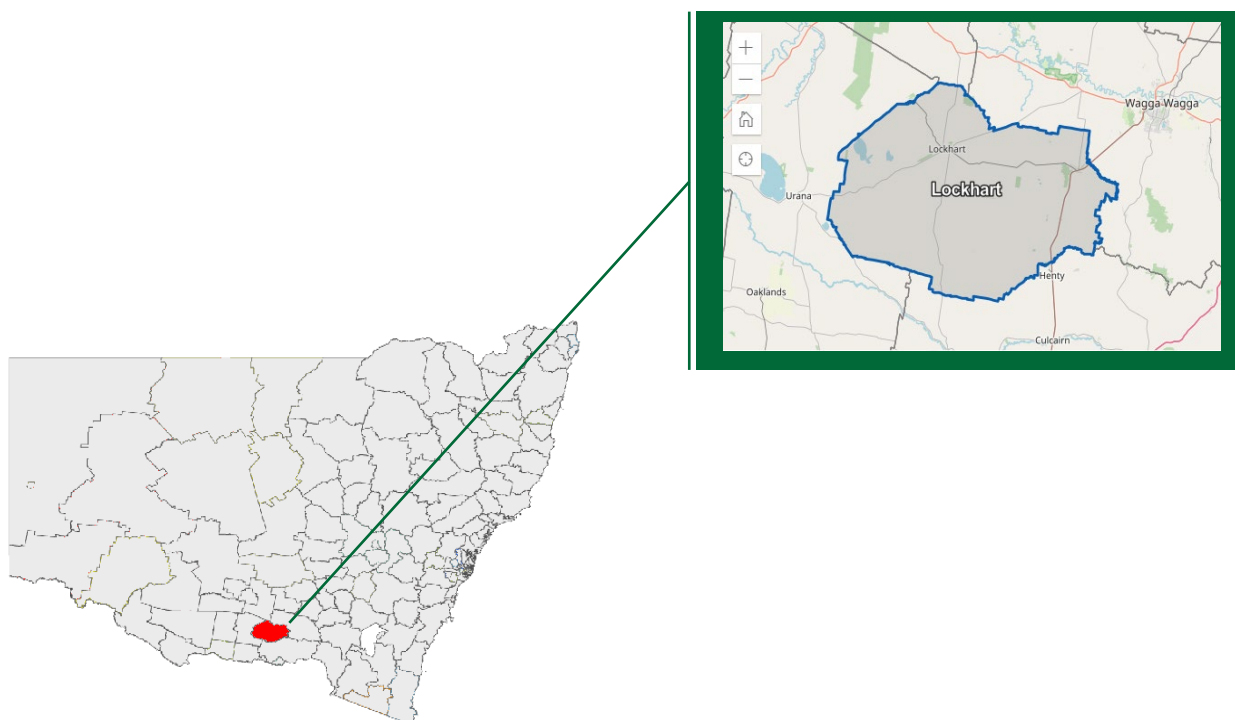 Wagga Wagga
Lockhart
Lockhart
Urana
Henty
Oaklands
Culcairn